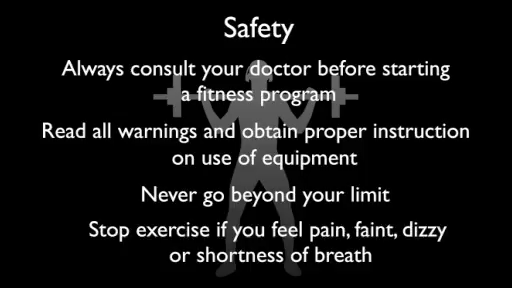 Safety
Always consult your doctor before starting
a fitness program
Read all warnings and obtain proper instruction
on use of equipment
Never go beyond your limit
Stop exercise if you feel pain, faint, dizzy
or shortness of breath